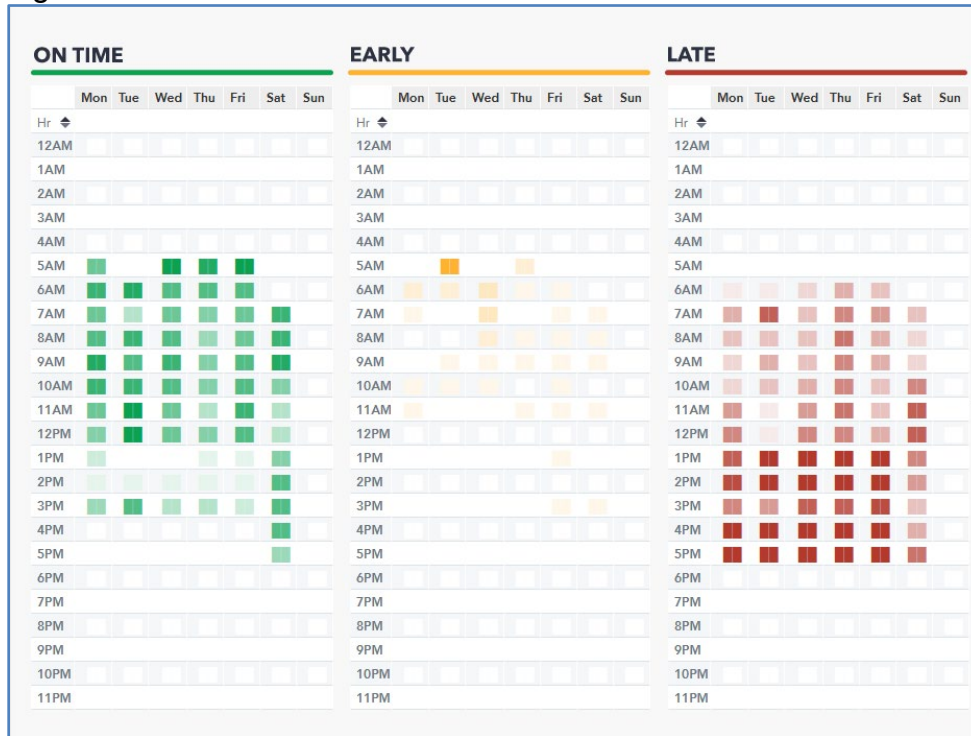 ON TIME EARLY LATE
Mon Tue Wed Thu Fri Sat Sun Mon Tue Wed Thu Fri Sat Sun Mon Tue Wed Thu Fri Sat Sun
Hr Hr Hr
12AM 12AM 12AM
1AM 1AM 1AM
2AM 2AM 2AM
3AM 3AM 3AM
4AM 4AM 4AM
5AM 5AM 5AM
6AM 6AM 6AM
7AM 7AM 7AM
8AM 8AM 8AM
9AM 9AM 9AM
10AM 10AM 10AM
11AM 11AM 11AM
12PM 12PM 12PM
1PM 1PM 1PM
2PM 2PM 2PM
3PM 3PM 3PM
4PM 4PM 4PM
5PM 5PM 5PM
6PM 6PM 6PM
7PM 7PM 7PM
8PM 8PM 8PM
9PM 9PM 9PM
10PM 10PM 10PM
11PM 11PM 11PM